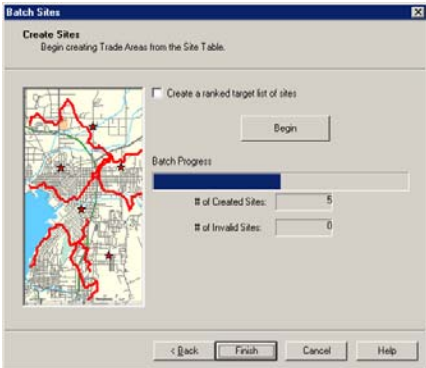 Batch Sites
Create Sites
Begin creating Trade Areas from the Site Table.
Create a ranked target list of sites
Begin
Batch Progress
# of Created Sites: 5
# of Invalid Sites: 0
< Back
Finish
Cancel
Help